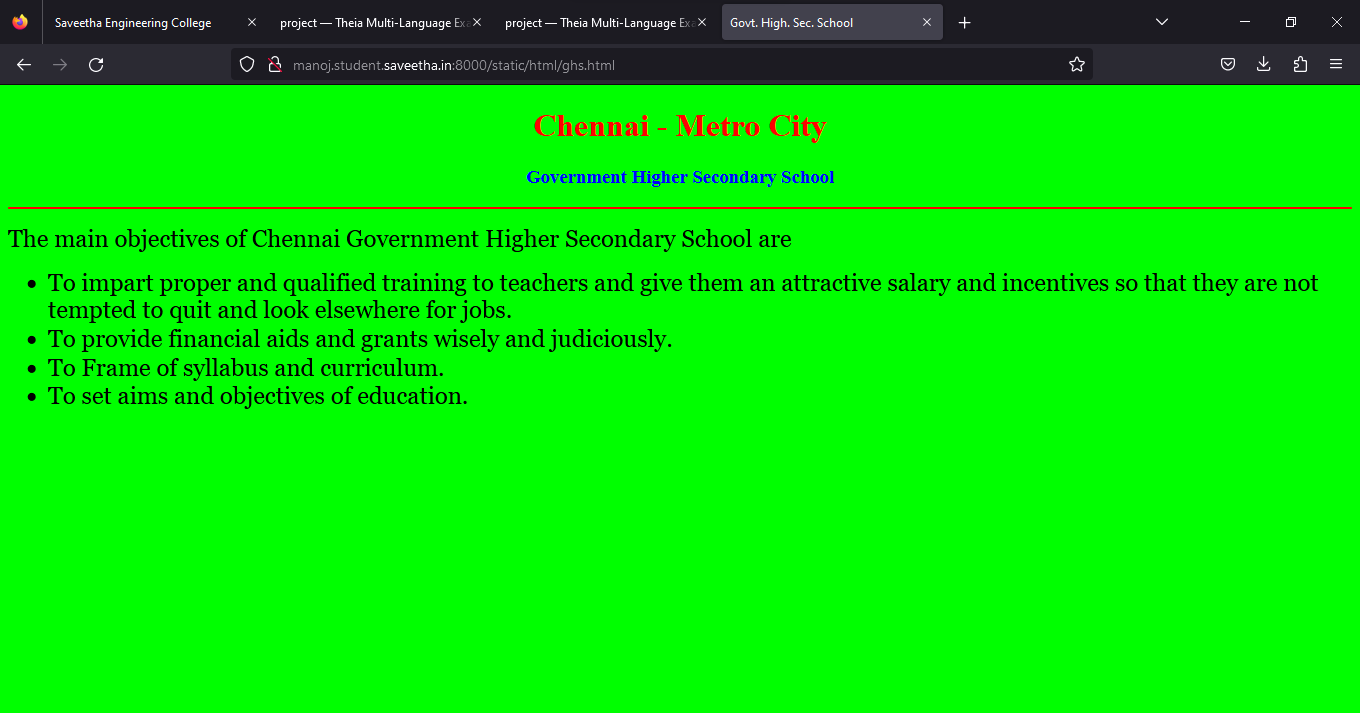 Saveetha Engineering College
project — Theia Multi-Language Exa
project — Theia Multi-Language Exa
Govt. High. Sec. School
manoj.student.saveetha.in:8000/static/html/ghs.html
Chennai - Metro City
Government Higher Secondary School
The main objectives of Chennai Government Higher Secondary School are
• To impart proper and qualified training to teachers and give them an attractive salary and incentives so that they are not
tempted to quit and look elsewhere for jobs.
• To provide financial aids and grants wisely and judiciously.
• To Frame of syllabus and curriculum.
• To set aims and objectives of education.